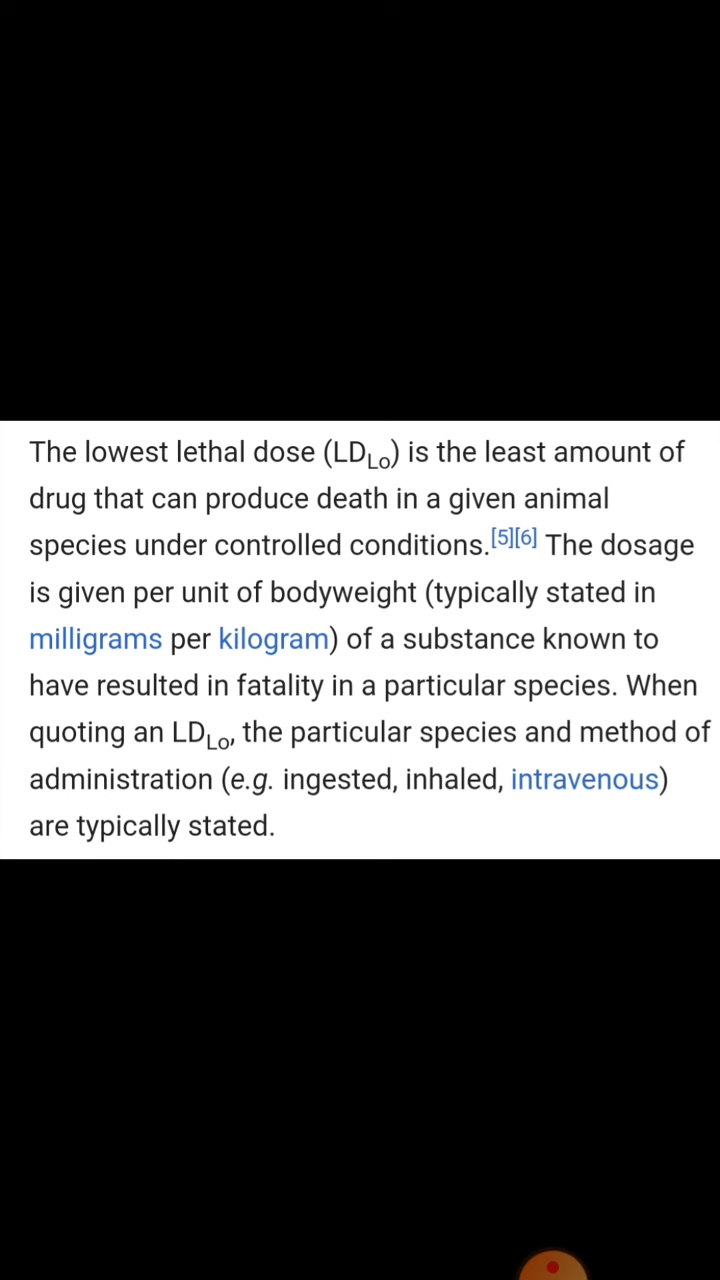 The lowest lethal dose (LDLo) is the least amount of
drug that can produce death in a given animal
species under controlled conditions.[5][6] The dosage
is given per unit of bodyweight (typically stated in
milligrams per kilogram) of a substance known to
have resulted in fatality in a particular species. When
quoting an LDLo, the particular species and method of
administration (e.g. ingested, inhaled, intravenous)
are typically stated.